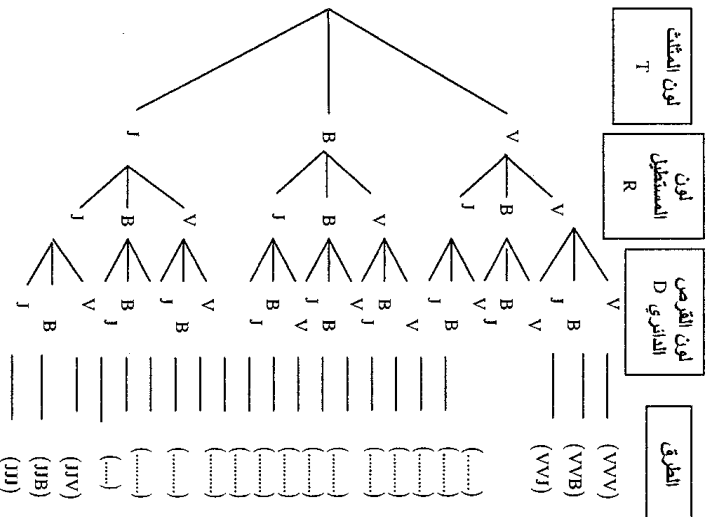 لون المثلث
T
لون المستطيل
R
لون القرص
الدائري D
الطرق
V
B
J
V
B
J
V
B
J
V
B
J
V
B
J
V
B
J
V
B
J
V
B
J
V
B
J
V
B
J
V
B
J
V
B
J
V
B
J
(VVV)
(VVB)
(VVJ)
(......)
(......)
(......)
(......)
(......)
(......)
(......)
(......)
(......)
(......)
(......)
(......)
(......)
(....)
(JJV)
(JJB)
(JJJ)